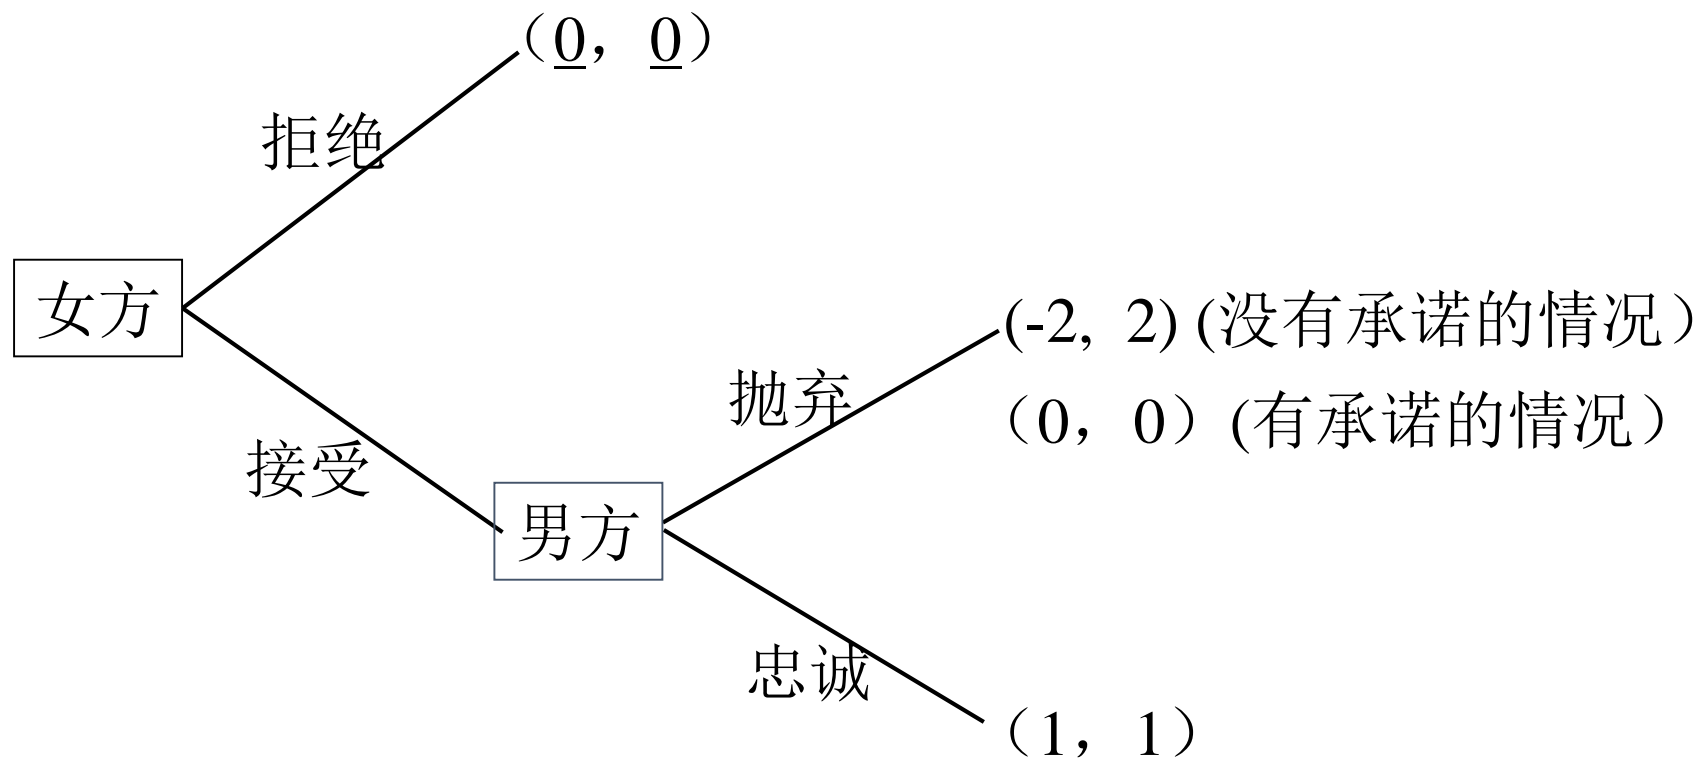 （0，0）
拒绝
女方
(-2, 2) (没有承诺的情况）
抛弃
（0，0）(有承诺的情况）
接受
男方
忠诚
（1，1）